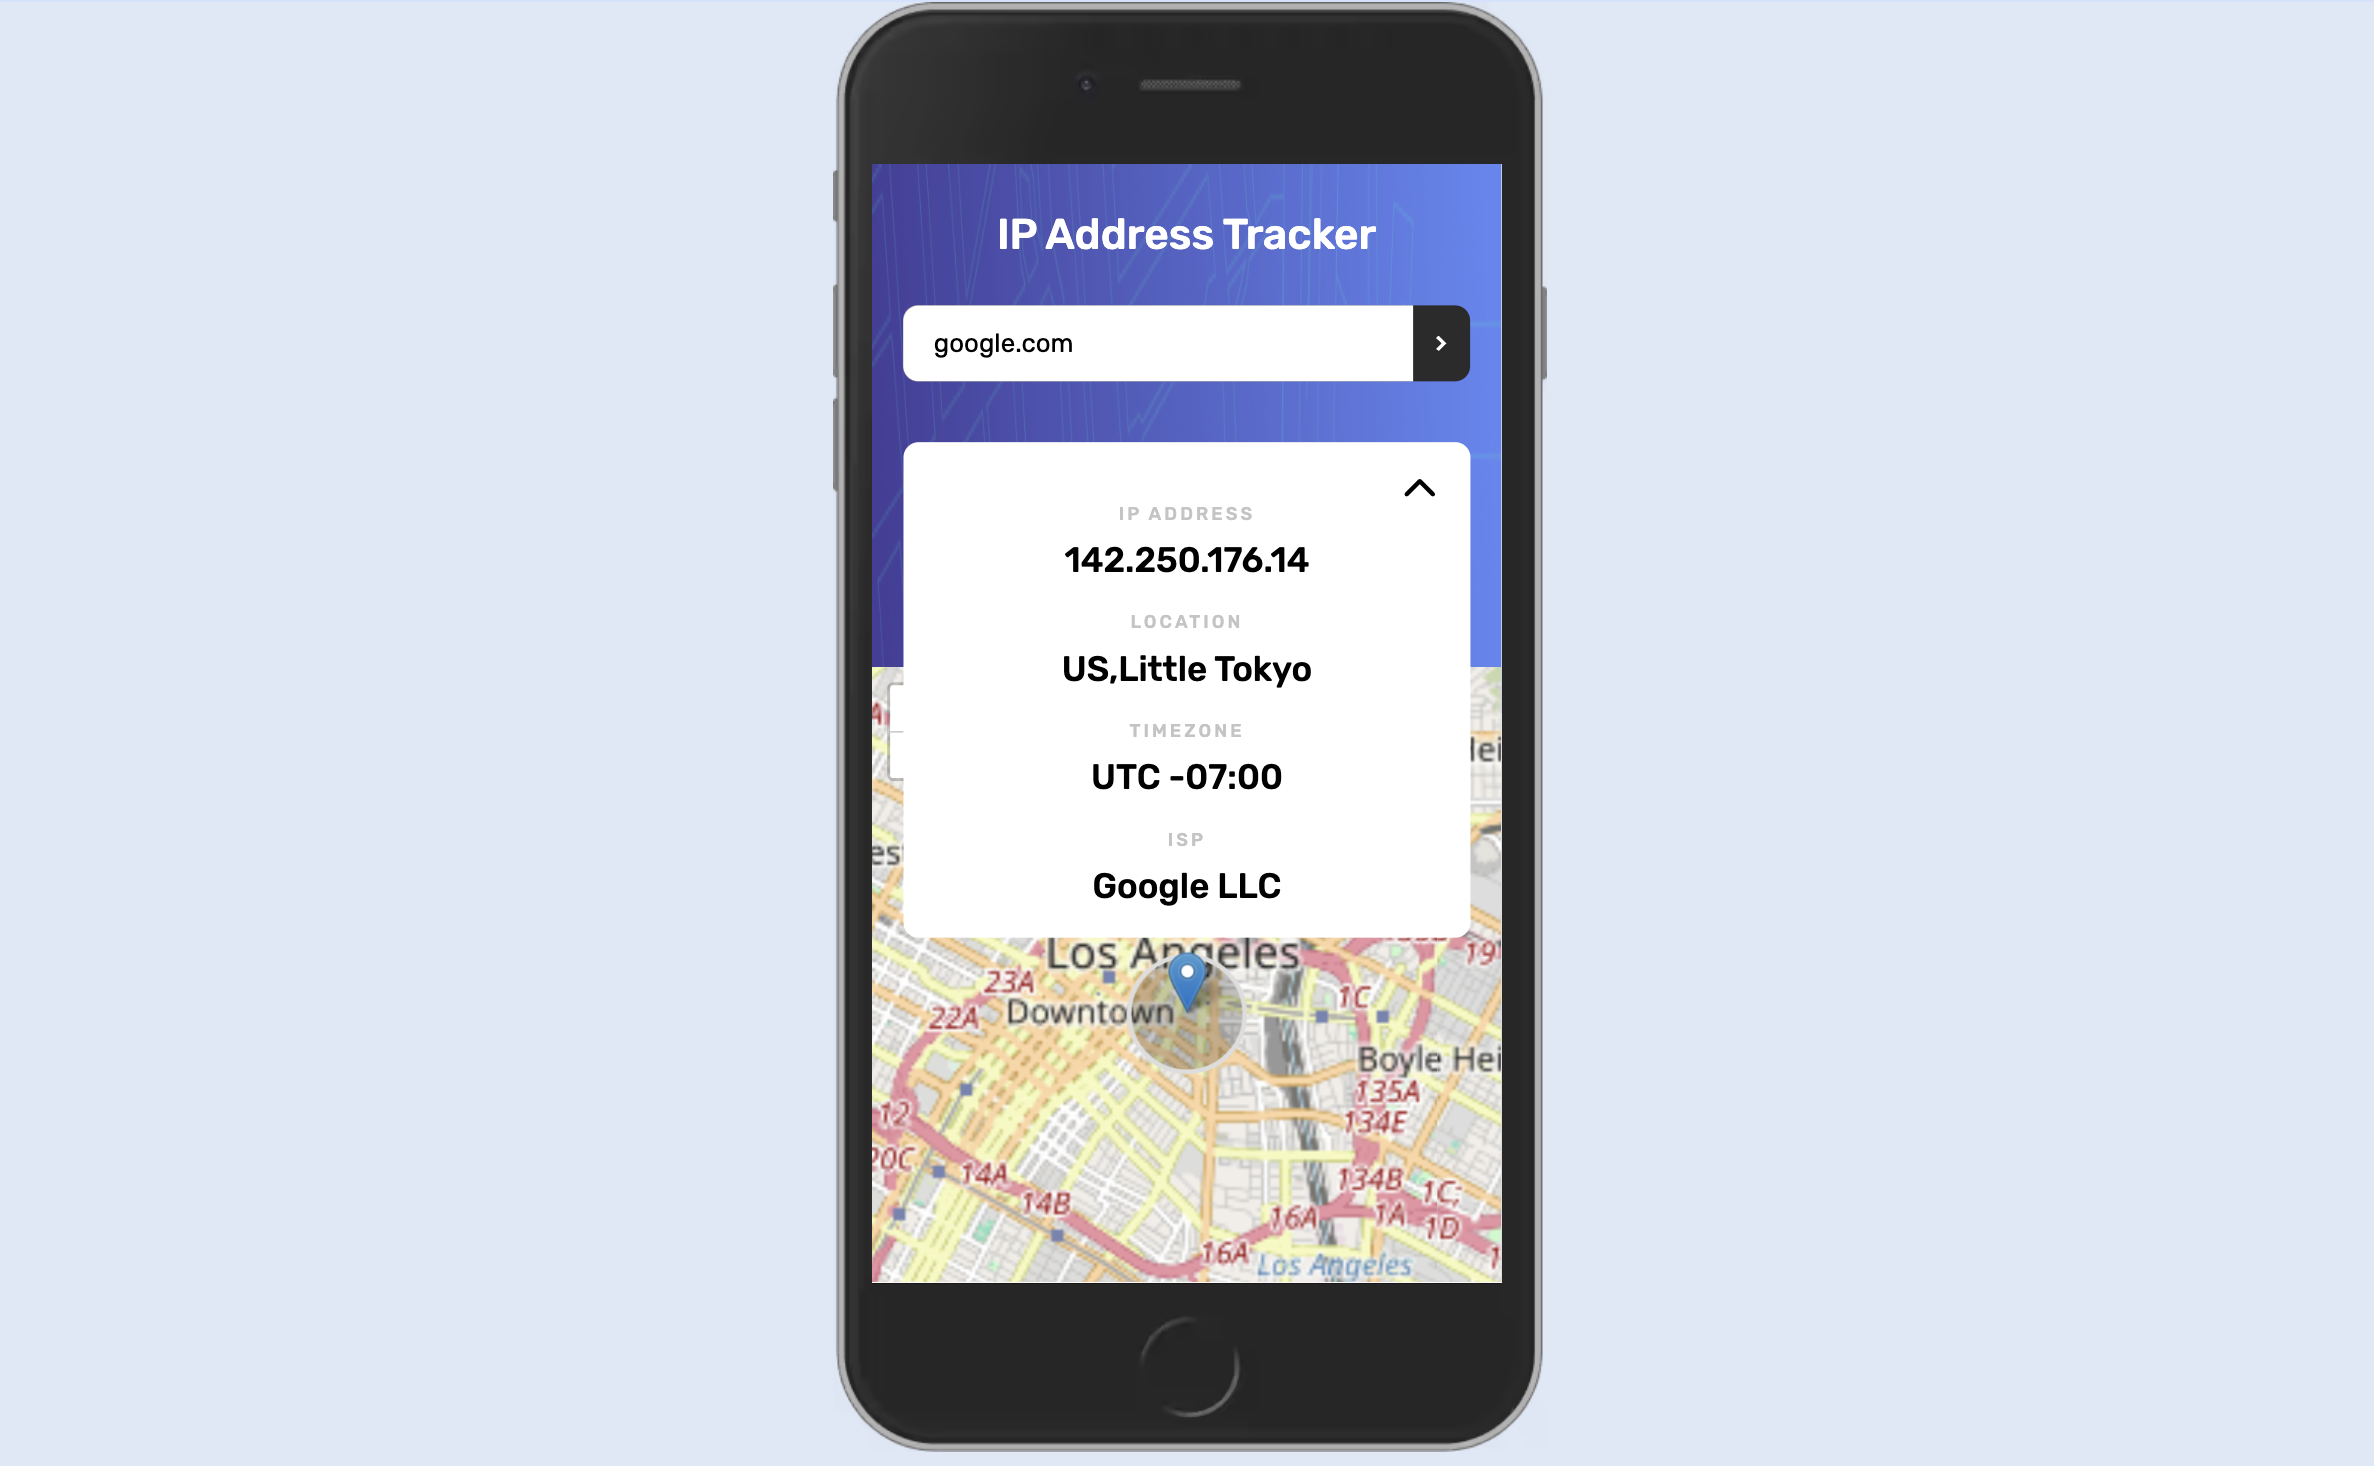 IP Address Tracker
google.com
IP ADDRESS
142.250.176.14
LOCATION
US,Little Tokyo
TIMEZONE
UTC -07:00
ISP
Google LLC
Los Angeles
19
23A
1C
22A
Downtown
Boyle Hei
135A
12
134E
20C
14A
134B
1C;
14B
16A
1A
1D
16A
Los Angeles